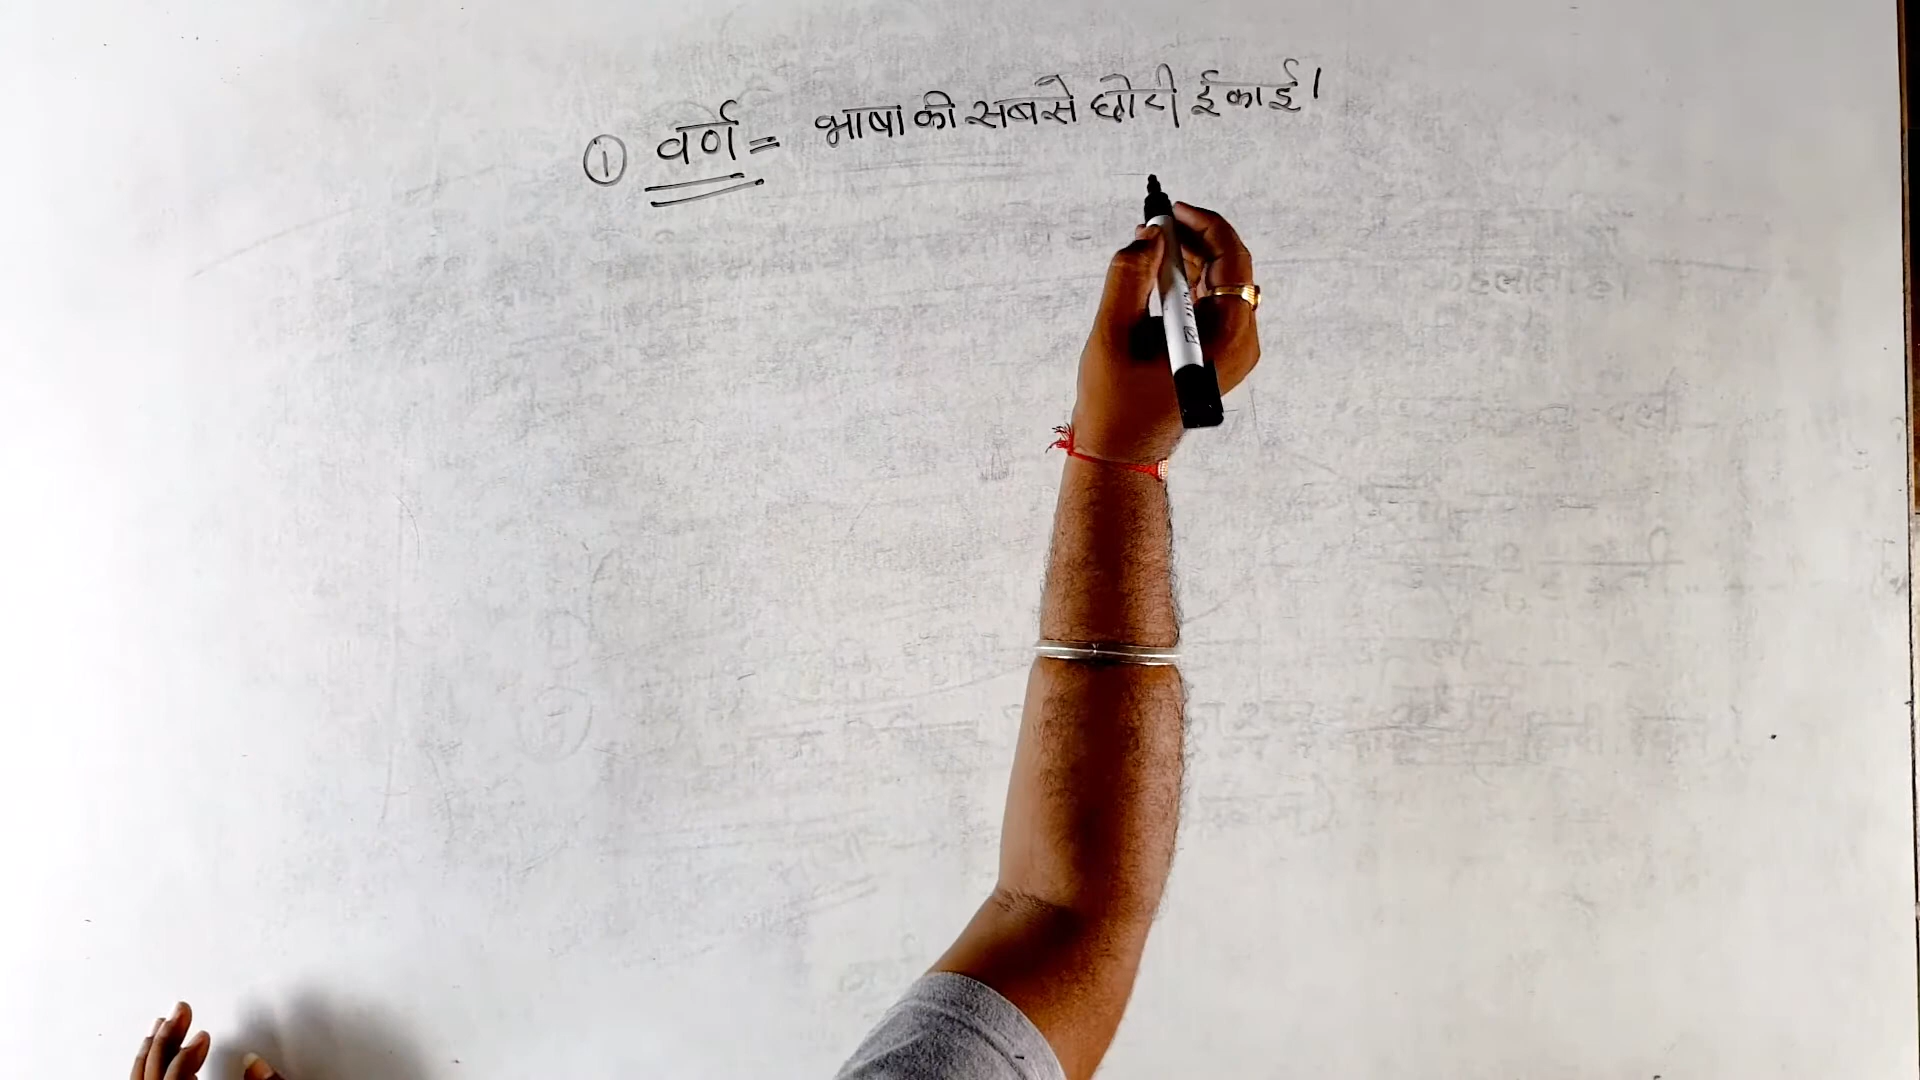 ① वर्ण = भाषा की सबसे छोटी ईकाई।